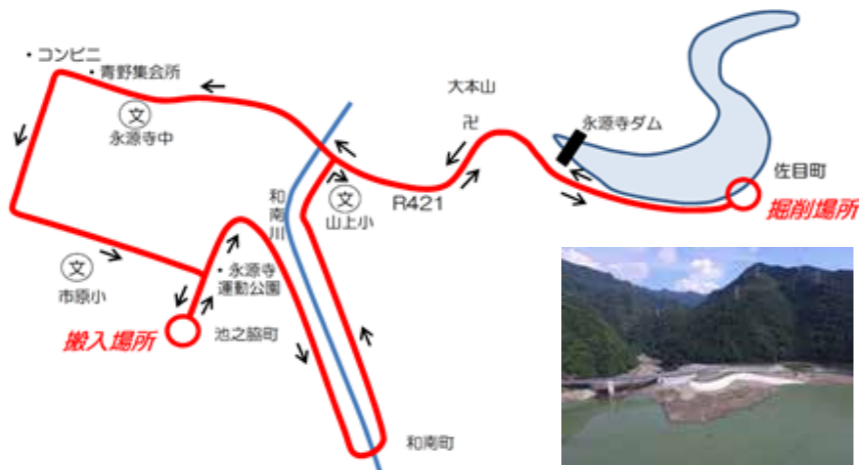 ・コンビニ
・青野集会所
文
永源寺中
大本山
卍
永源寺ダム
佐目町
掘削場所
和南川
文
山上小
R421
文
市原小
・永源寺
運動公園
搬入場所
池之脇町
和南町